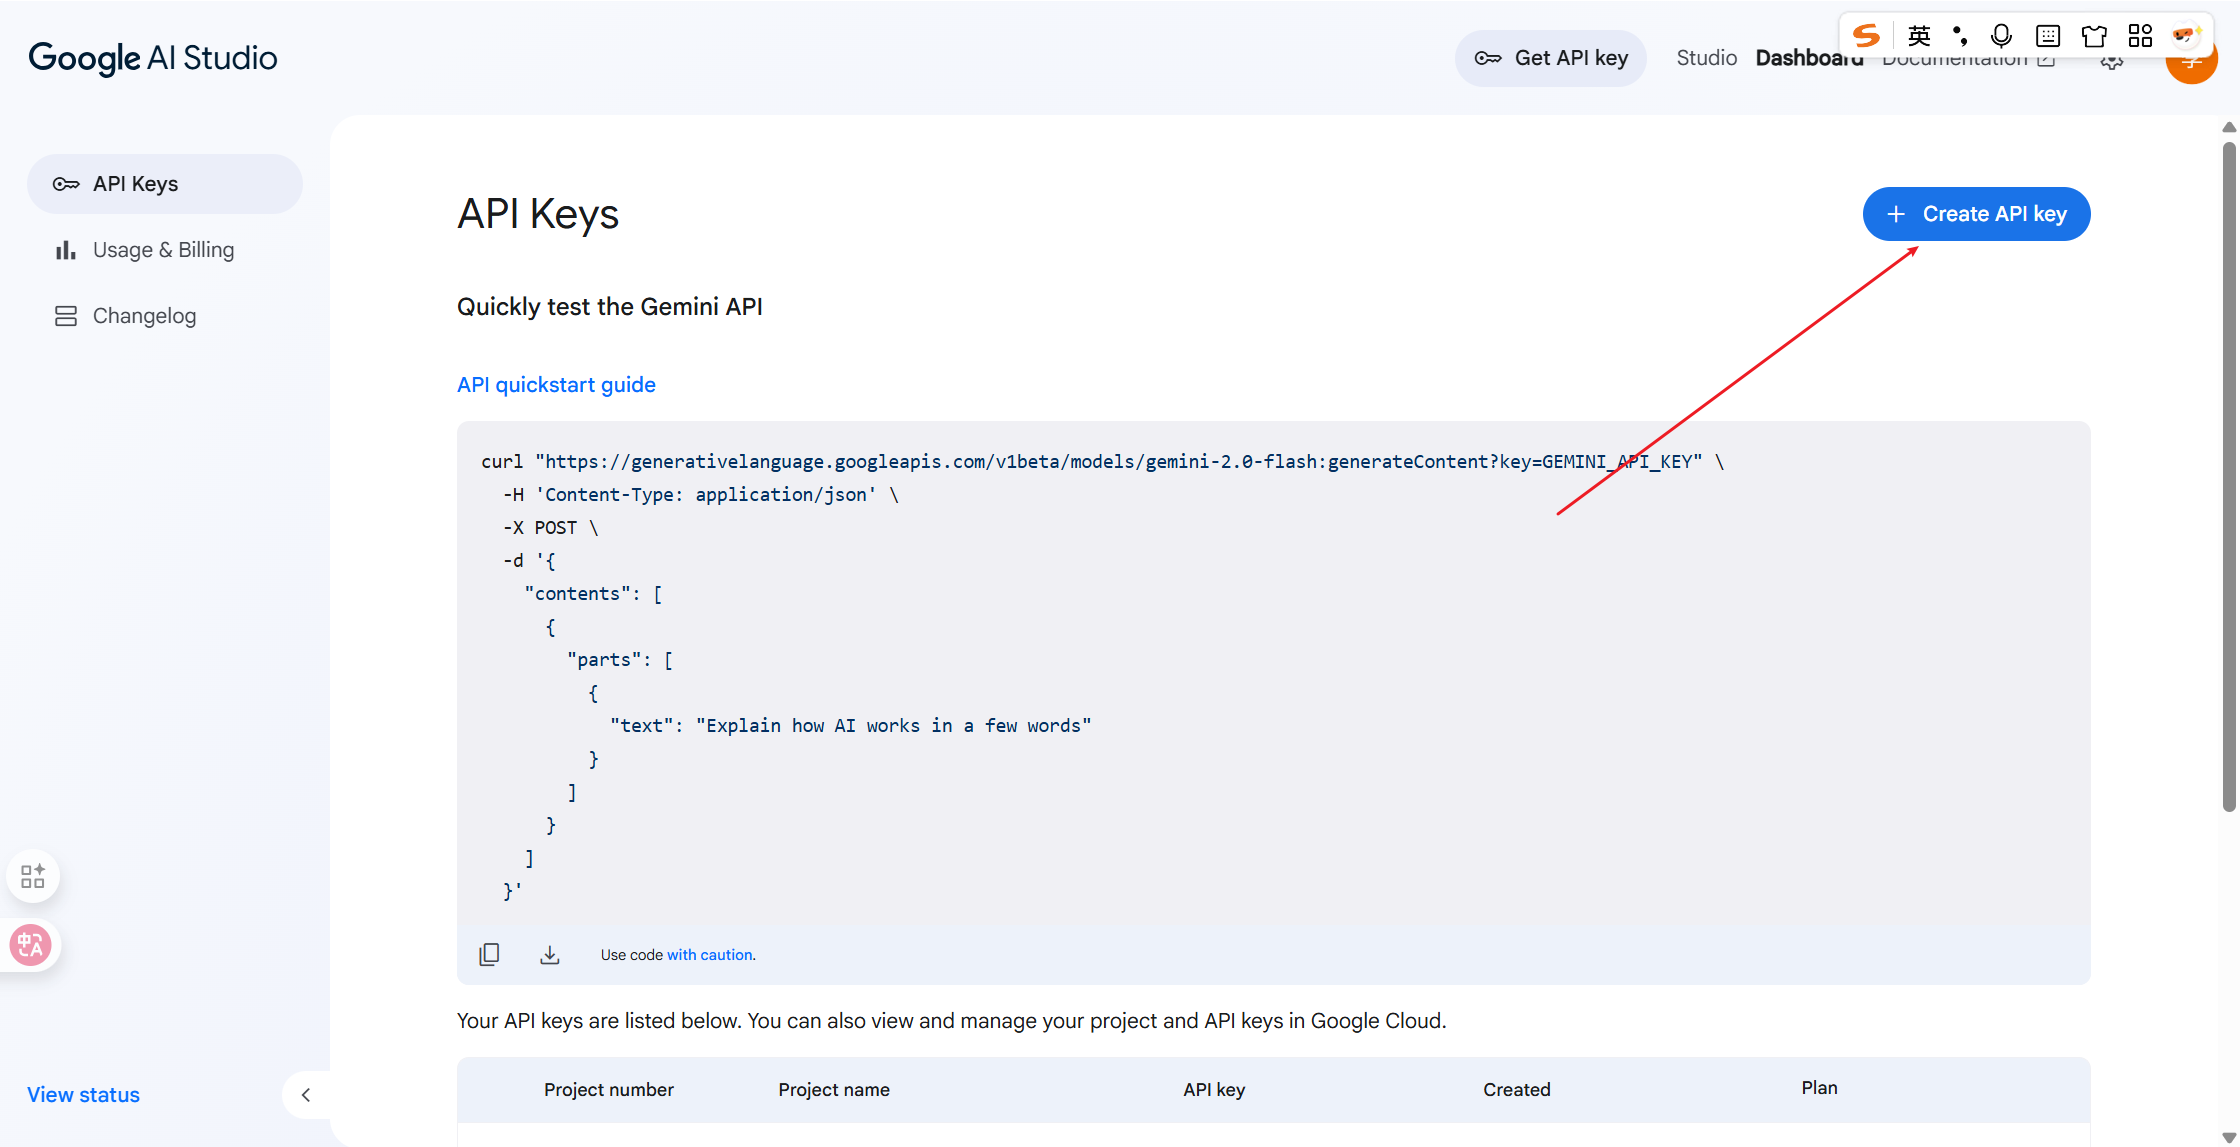 Google AI Studio
Get API key
Studio
Dashboard
Documentation
英
API Keys
Usage & Billing
Changelog
API Keys
+ Create API key
Quickly test the Gemini API
API quickstart guide
curl "https://generativelanguage.googleapis.com/v1beta/models/gemini-2.0-flash:generateContent?key=GEMINI_API_KEY" \
-H 'Content-Type: application/json' \
-X POST \
-d '{
"contents": [
{
"parts": [
{
"text": "Explain how AI works in a few words"
}
]
}
]
}'
Use code with caution.
Your API keys are listed below. You can also view and manage your project and API keys in Google Cloud.
Project number
Project name
API key
Created
Plan
中A
View status